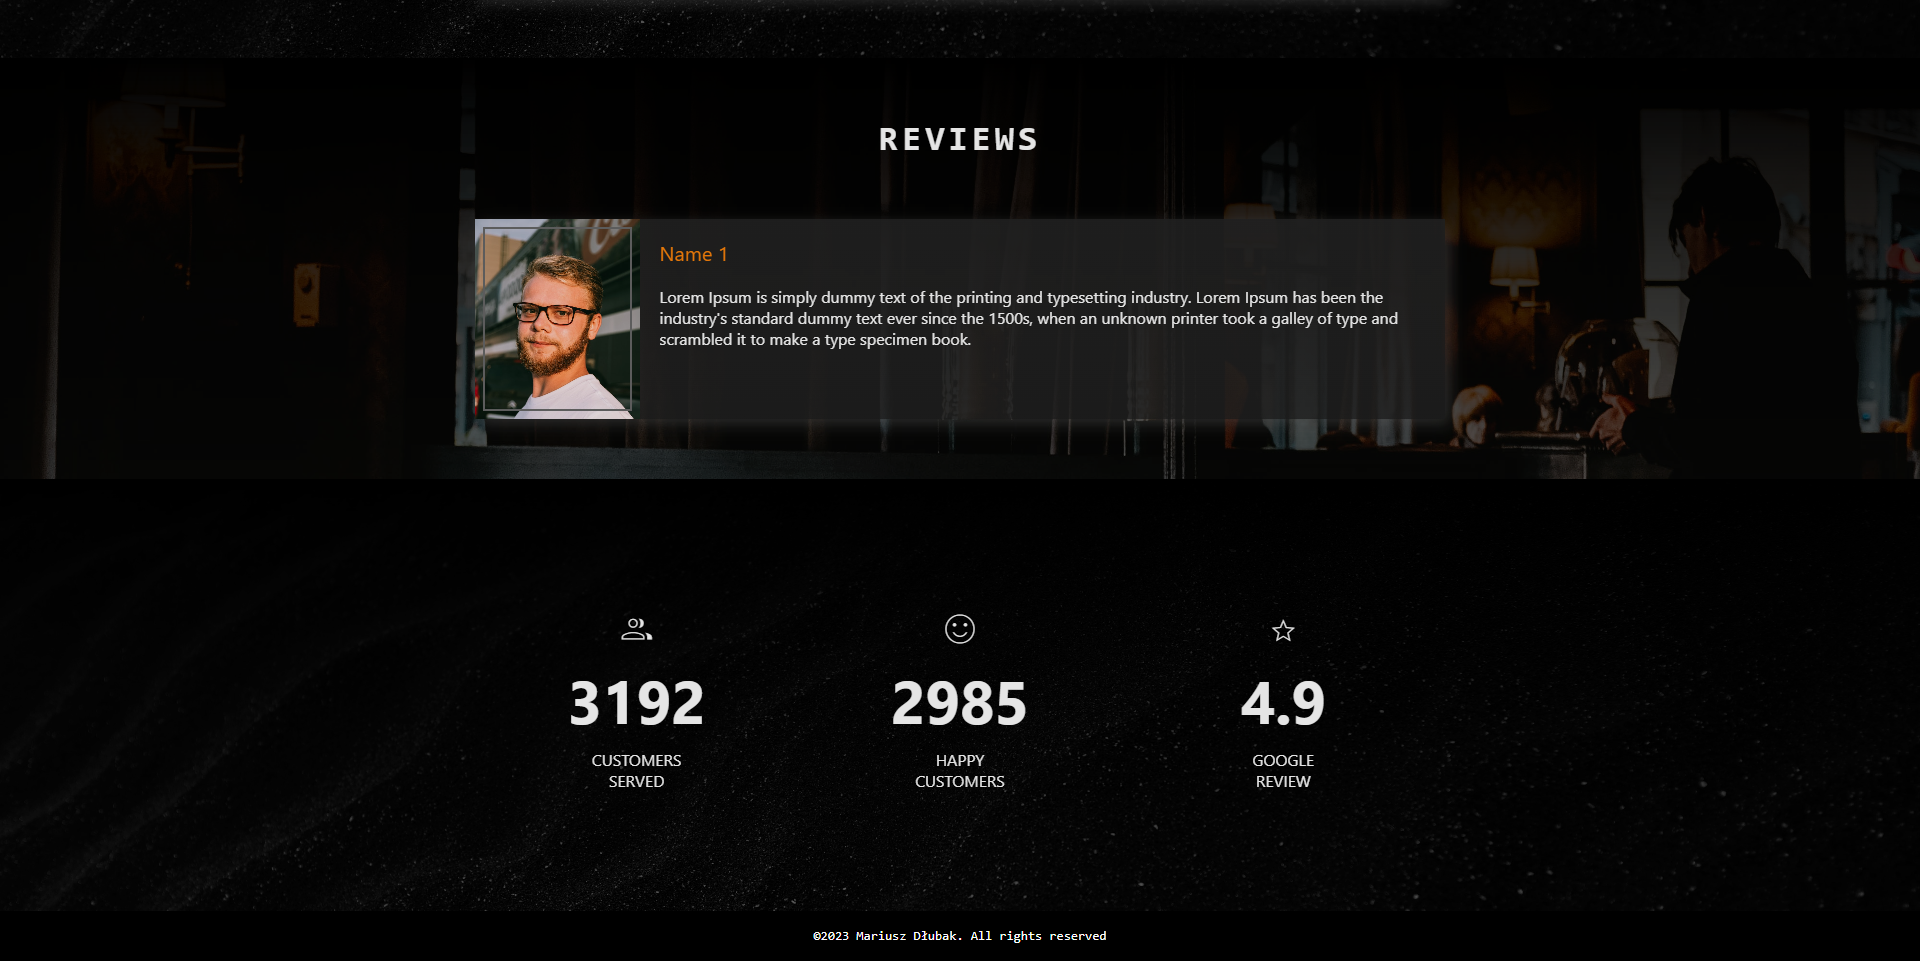 REVIEWS
Name 1
Lorem Ipsum is simply dummy text of the printing and typesetting industry. Lorem Ipsum has been the
industry's standard dummy text ever since the 1500s, when an unknown printer took a galley of type and
scrambled it to make a type specimen book.
3192
CUSTOMERS
SERVED
2985
HAPPY
CUSTOMERS
4.9
GOOGLE
REVIEW
©2023 Mariusz Dłubak. All rights reserved